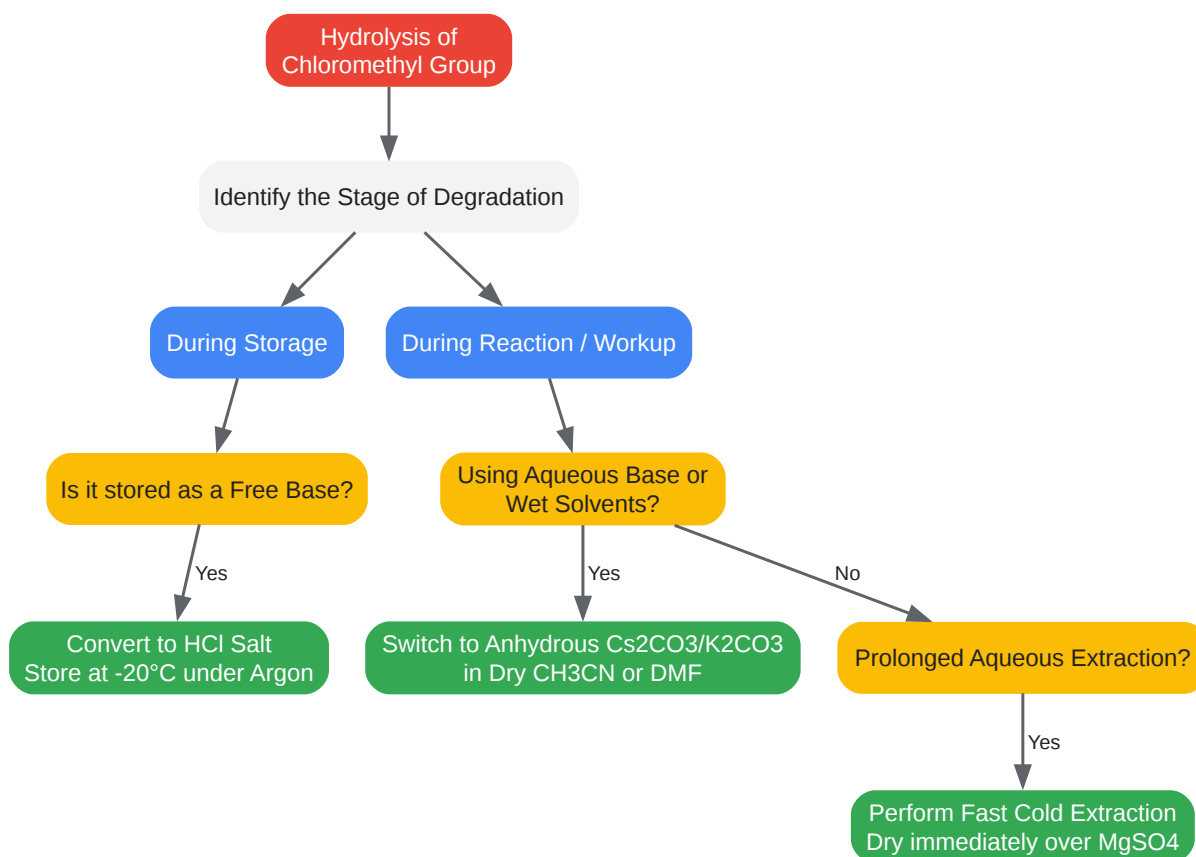 Hydrolysis of
Chloromethyl Group
Identify the Stage of Degradation
During Storage
During Reaction / Workup
Is it stored as a Free Base?
Using Aqueous Base or
Wet Solvents?
Yes
Yes
No
Convert to HCl Salt
Store at -20°C under Argon
Switch to Anhydrous Cs2CO3/K2CO3
in Dry CH3CN or DMF
Prolonged Aqueous Extraction?
Yes
Perform Fast Cold Extraction
Dry immediately over MgSO4